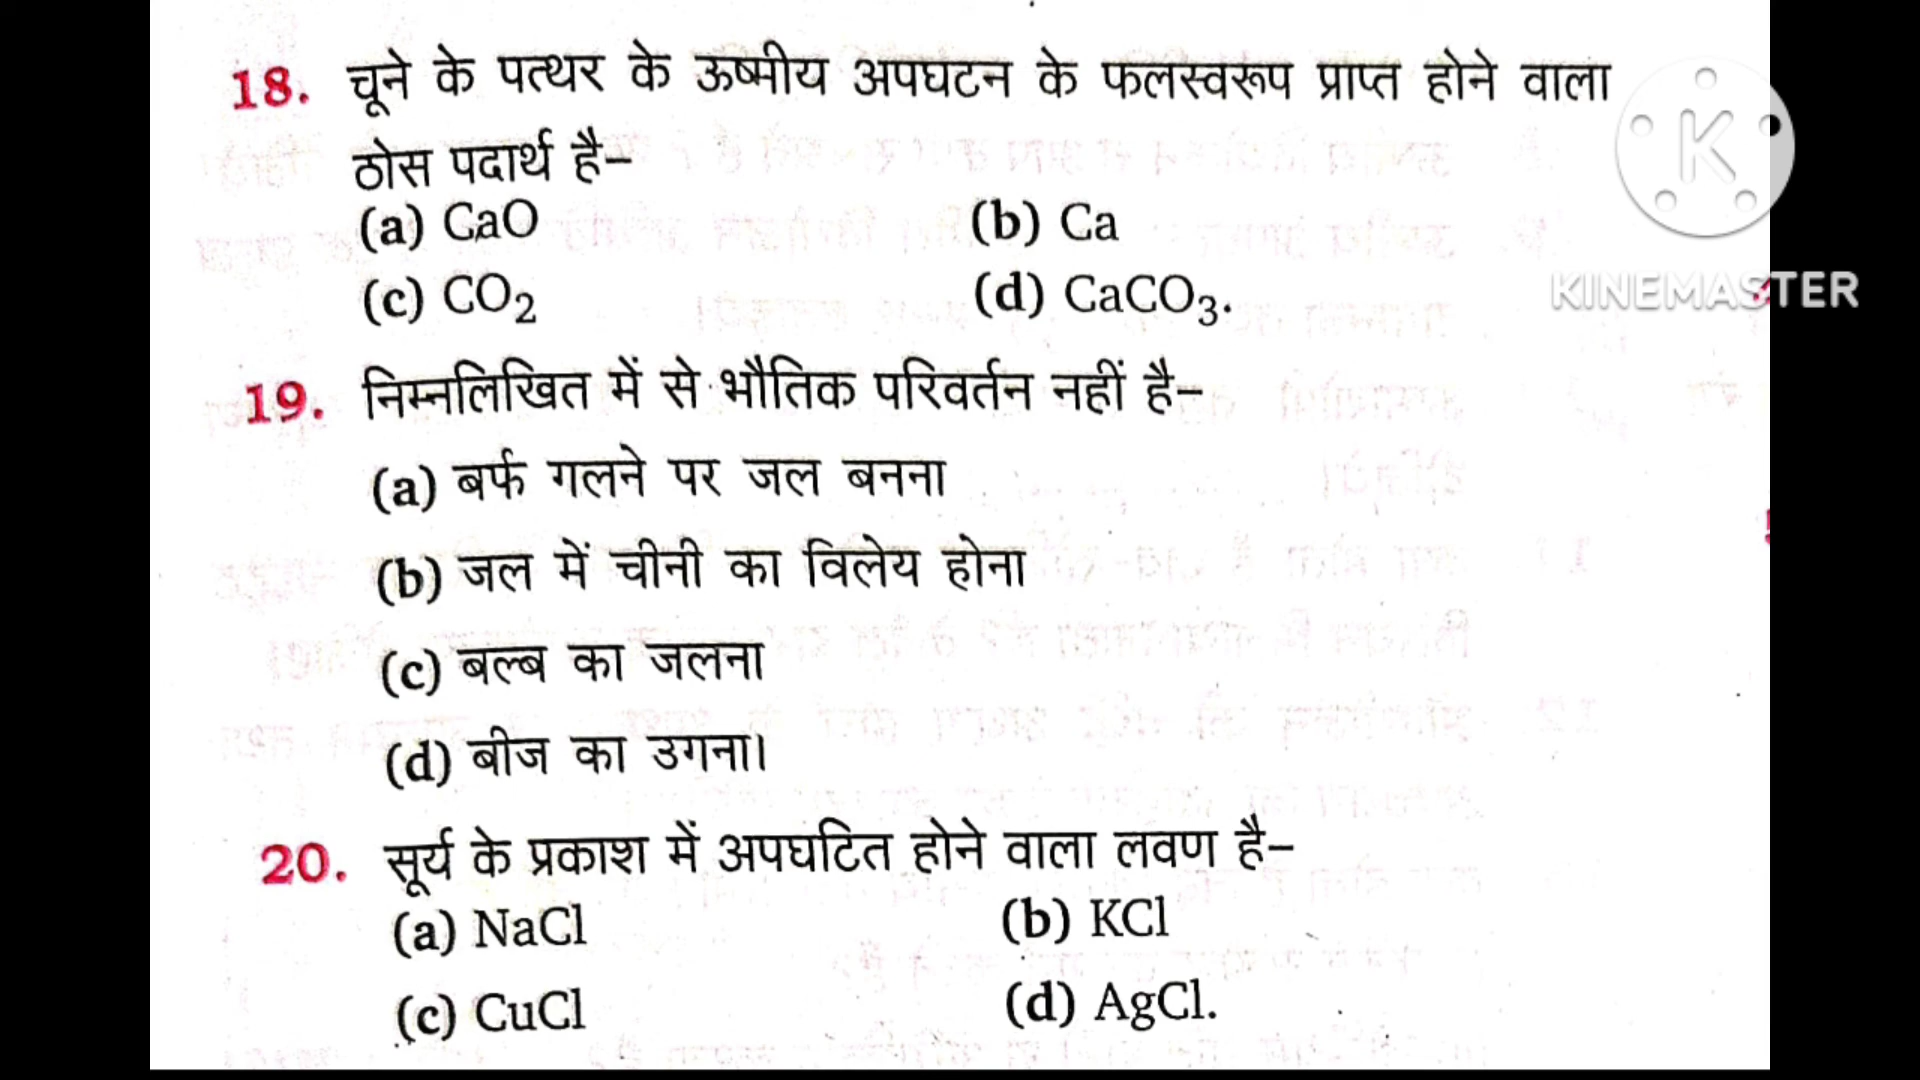 18. चूने के पत्थर के ऊष्मीय अपघटन के फलस्वरूप प्राप्त होने वाला
ठोस पदार्थ है–
(a) CaO (b) Ca
(c) CO₂ (d) CaCO₃.
KINEMASTER
19. निम्नलिखित में से भौतिक परिवर्तन नहीं है–
(a) बर्फ गलने पर जल बनना
(b) जल में चीनी का विलेय होना
(c) बल्ब का जलना
(d) बीज का उगना।
20. सूर्य के प्रकाश में अपघटित होने वाला लवण है–
(a) NaCl (b) KCl
(c) CuCl (d) AgCl.